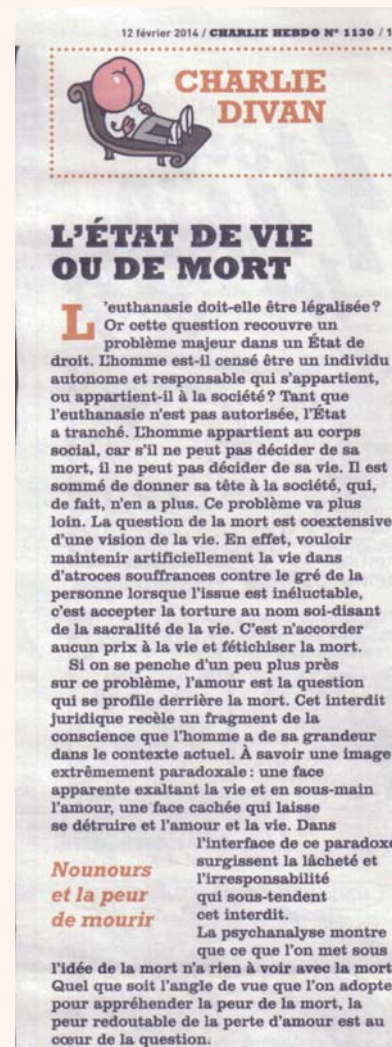 12 février 2014 / CHARLIE HEBDO N° 1130 / 1
CHARLIE
DIVAN
L'ÉTAT DE VIE
OU DE MORT
L'euthanasie doit-elle être légalisée ?
Or cette question recouvre un
problème majeur dans un État de
droit. L'homme est-il censé être un individu
autonome et responsable qui s'appartient,
ou appartient-il à la société ? Tant que
l'euthanasie n'est pas autorisée, l'État
a tranché. L'homme appartient au corps
social, car s'il ne peut pas décider de sa
mort, il ne peut pas décider de sa vie. Il est
sommé de donner sa tête à la société, qui,
de fait, n'en a plus. Ce problème va plus
loin. La question de la mort est coextensive
d'une vision de la vie. En effet, vouloir
maintenir artificiellement la vie dans
d'atroces souffrances contre le gré de la
personne lorsque l'issue est inéluctable,
c'est accepter la torture au nom soi-disant
de la sacralité de la vie. C'est n'accorder
aucun prix à la vie et fétichiser la mort.
Si on se penche d'un peu plus près
sur ce problème, l'amour est la question
qui se profile derrière la mort. Cet interdit
juridique recèle un fragment de la
conscience que l'homme a de sa grandeur
dans le contexte actuel. À savoir une image
extrêmement paradoxale : une face
apparente exaltant la vie et en sous-main
l'amour, une face cachée qui laisse
se détruire et l'amour et la vie. Dans
l'interface de ce paradoxe
surgissent la lâcheté et
l'irresponsabilité
qui sous-tendent
cet interdit.
La psychanalyse montre
que ce que l'on met sous
Nounours
et la peur
de mourir
l'idée de la mort n'a rien à voir avec la mort
Quel que soit l'angle de vue que l'on adopte
pour appréhender la peur de la mort, la
peur redoutable de la perte d'amour est au
cœur de la question.